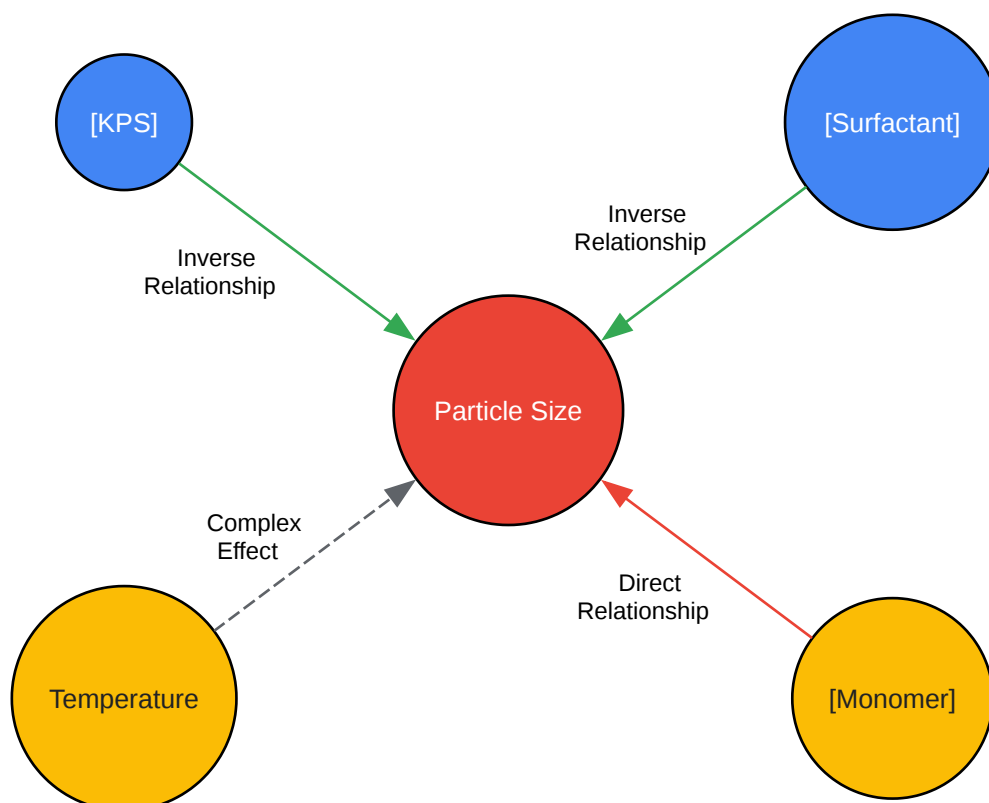 [KPS]
[Surfactant]
Inverse
Relationship
Inverse
Relationship
Particle Size
Complex
Effect
Direct
Relationship
Temperature
[Monomer]